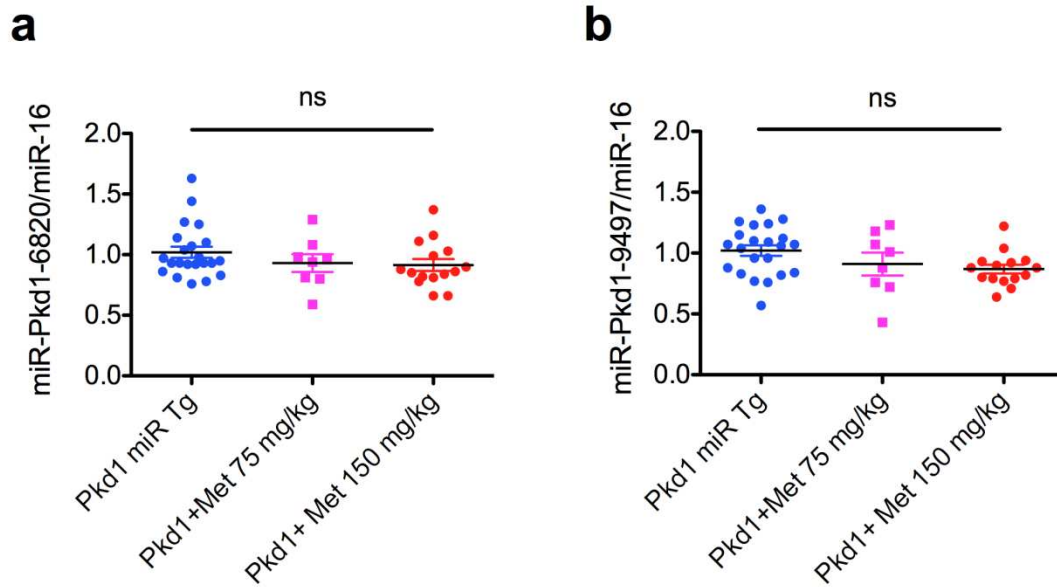 a
ns
miR-Pkd1-6820/miR-16
2.0
1.5
1.0
0.5
0.0
Pkd1 miR Tg
Pkd1+Met 75 mg/kg
Pkd1+ Met 150 mg/kg
b
ns
miR-Pkd1-9497/miR-16
2.0
1.5
1.0
0.5
0.0
Pkd1 miR Tg
Pkd1+Met 75 mg/kg
Pkd1+ Met 150 mg/kg